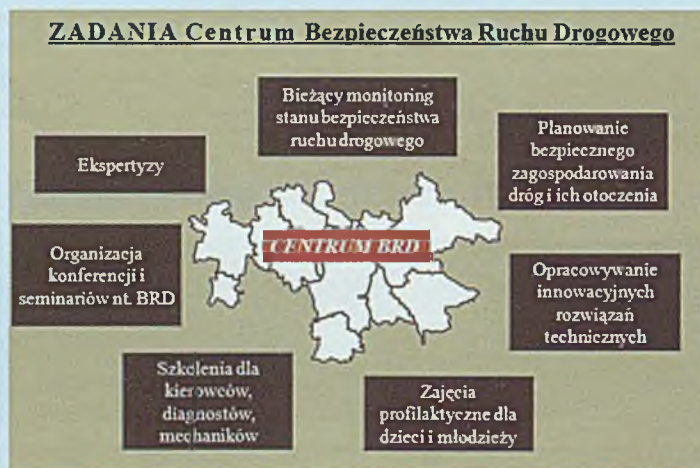 ZADANIA Centrum Bezpieczeństwa Ruchu Drogowego
Bieżący monitoring
stanu bezpieczeństwa
ruchu drogowego
Ekspertyzy
Planowanie
bezpiecznego
zagospodarowania
dróg i ich otoczenia
CENTRUM BRD
Organizacja
konferencji i
seminariów nt. BRD
Opracowywanie
innowacyjnych
rozwiązań
technicznych
Szkolenia dla
kierowców,
diagnostów,
mechaników
Zajęcia
profilaktyczne dla
dzieci i młodzieży